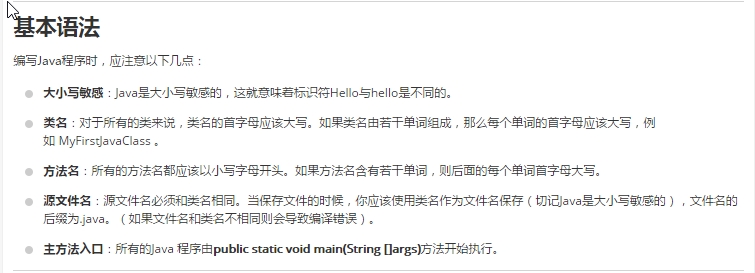 基本语法
编写Java程序时，应注意以下几点：
大小写敏感：Java是大小写敏感的，这就意味着标识符Hello与hello是不同的。
类名：对于所有的类来说，类名的首字母应该大写。如果类名由若干单词组成，那么每个单词的首字母应该大写，例
如 MyFirstJavaClass 。
方法名：所有的方法名都应该以小写字母开头。如果方法名含有若干单词，则后面的每个单词首字母大写。
源文件名：源文件名必须和类名相同。当保存文件的时候，你应该使用类名作为文件名保存（切记Java是大小写敏感的），文件名的
后缀为.java。（如果文件名和类名不相同则会导致编译错误）。
主方法入口：所有的Java 程序由public static void main(String []args)方法开始执行。